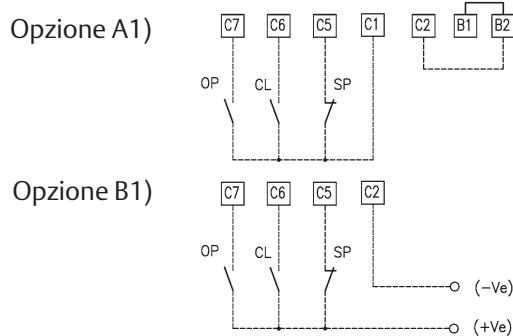 Opzione A1)
C7 C6 C5 C1 C2 B1 B2
OP CL SP
Opzione B1)
C7 C6 C5 C2
OP CL SP
(-Ve)
(+Ve)